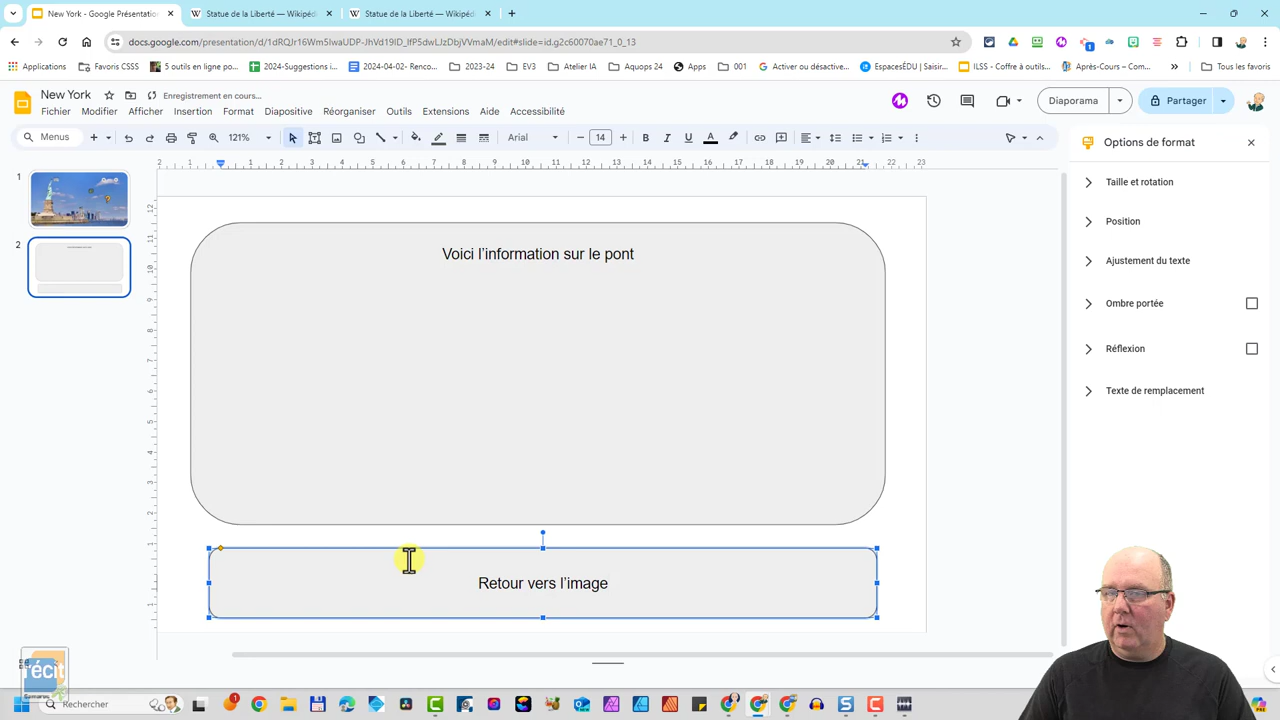 New York - Google Présentation
Statue de la Liberté — Wikipéd
Statue de la Liberté — Wikipéd
docs.google.com/presentation/d/1dRQJr16Wm5IwaUDP-JhVd19ID_IfP5dwLJzDbjVVmaM/edit#slide=id.g2c60070ae71_0_13
Applications
Favoris CSSS
5 outils en ligne po...
2024-Suggestions i...
2024-04-02- Renco...
2023-24
EV3
Atelier IA
Aquops 24
Apps
001
Activer ou désactive...
EspacesÉDU | Saisir...
ILSS - Coffre à outils...
Après-Cours – Com...
Tous les favoris
New York
Enregistrement en cours...
Fichier Modifier Afficher Insertion Format Diapositive Réorganiser Outils Extensions Aide Accessibilité
Diaporama
Partager
Menus
121%
Arial
14
Options de format
Taille et rotation
Position
Ajustement du texte
Ombre portée
Réflexion
Texte de remplacement
1
2
Voici l'information sur le pont
Retour vers l'image
récit
Rechercher